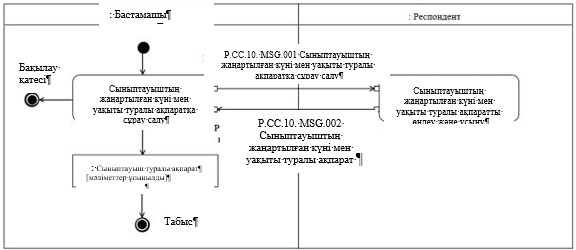 : Бастамашы¶
: Респондент
P.CC.10. MSG.001 Сыныптауыштың
жаңартылған күні мен
уақыты туралы
ақпаратқа сұрау салу¶
Бақылау
қатесі¶
Сыныптауыштың
жаңартылған күні мен
уақыты туралы ақпаратқа
сұрау салу¶
Сыныптауыштың
жаңартылған күні мен
уақыты туралы ақпаратты
өңдеу және ұсыну¶
P.CC.10. MSG.002
Сыныптауыштың
жаңартылған күні мен
уақыты туралы ақпарат ¶
: Сыныптауыш туралы ақпарат¶
[мәліметтер ұсынылды]¶
¶
Табыс¶